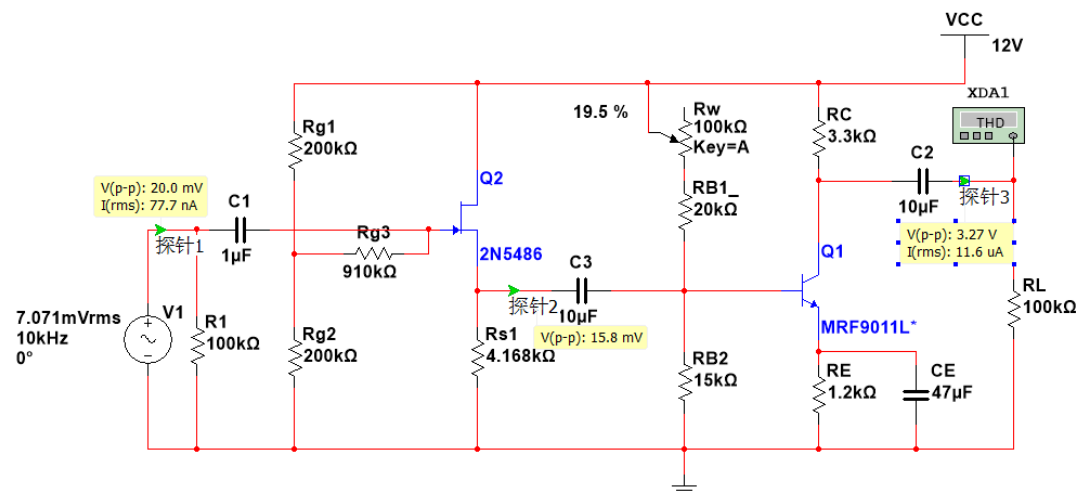 VCC
12V
XDA1
THD
19.5 %
Rw
100kΩ
Key=A
RC
3.3kΩ
Rg1
200kΩ
Q2
C2
10µF
探针3
V(p-p): 20.0 mV
I(rms): 77.7 nA
探针1
C1
1µF
RB1_
20kΩ
V(p-p): 3.27 V
I(rms): 11.6 uA
Rg3
910kΩ
2N5486
Q1
C3
10µF
探针2
V(p-p): 15.8 mV
RL
100kΩ
7.071mVrms
10kHz
0°
V1
R1
100kΩ
Rg2
200kΩ
Rs1
4.168kΩ
MRF9011L*
RB2
15kΩ
RE
1.2kΩ
CE
47µF